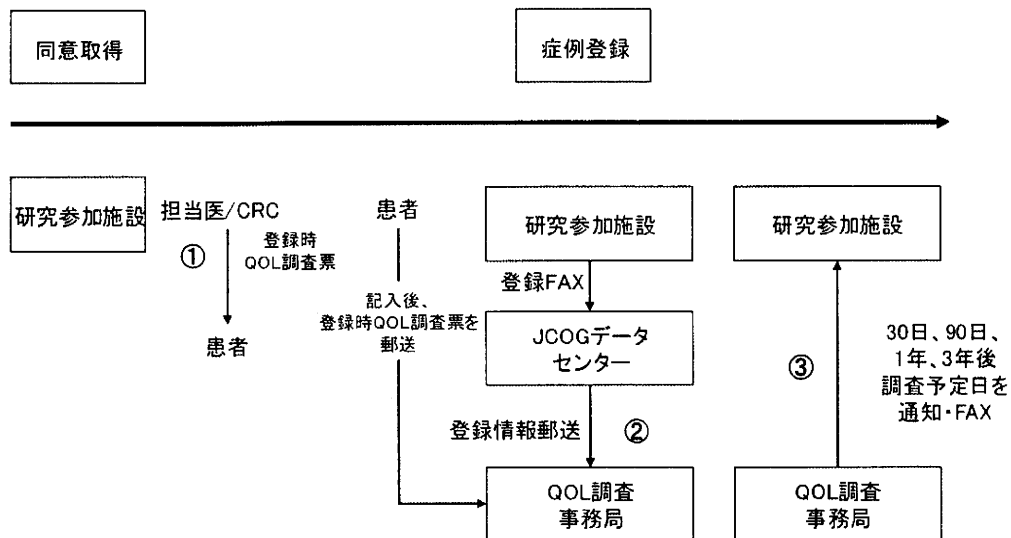 同意取得
症例登録
研究参加施設
担当医/CRC
①
登録時
QOL調査票
患者
患者
記入後、
登録時QOL調査票を
郵送
研究参加施設
登録FAX
JCOGデータ
センター
登録情報郵送
②
QOL調査
事務局
研究参加施設
③
30日、90日、
1年、3年後
調査予定日を
通知・FAX
QOL調査
事務局